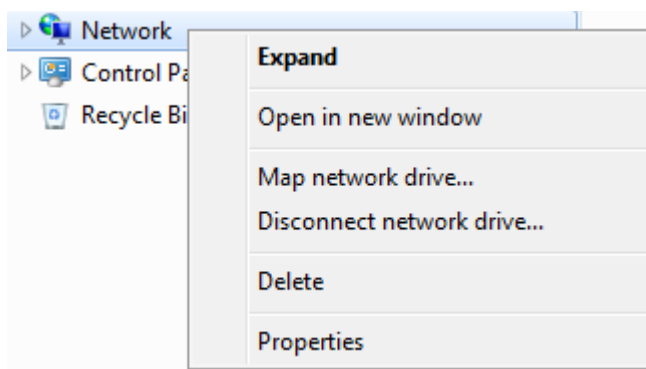 Network
Expand
Control Pa
Recycle Bi
Open in new window
Map network drive...
Disconnect network drive...
Delete
Properties